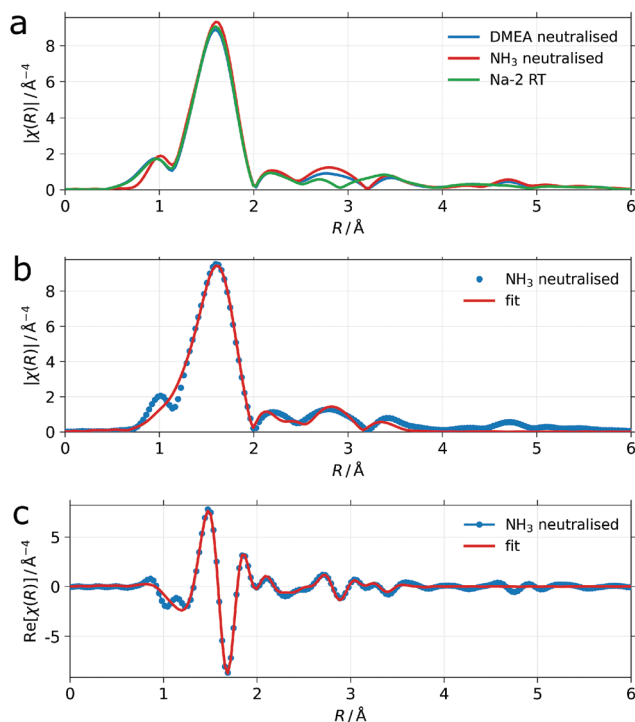 a
DMEA neutralised
NH₃ neutralised
Na-2 RT
|χ(R)| / Å⁻⁴
8
6
4
2
0
0 1 2 3 4 5 6
R / Å
b
NH₃ neutralised
fit
|χ(R)| / Å⁻⁴
8
6
4
2
0
0 1 2 3 4 5 6
R / Å
c
NH₃ neutralised
fit
Re[χ(R)] / Å⁻⁴
5
0
-5
0 1 2 3 4 5 6
R / Å